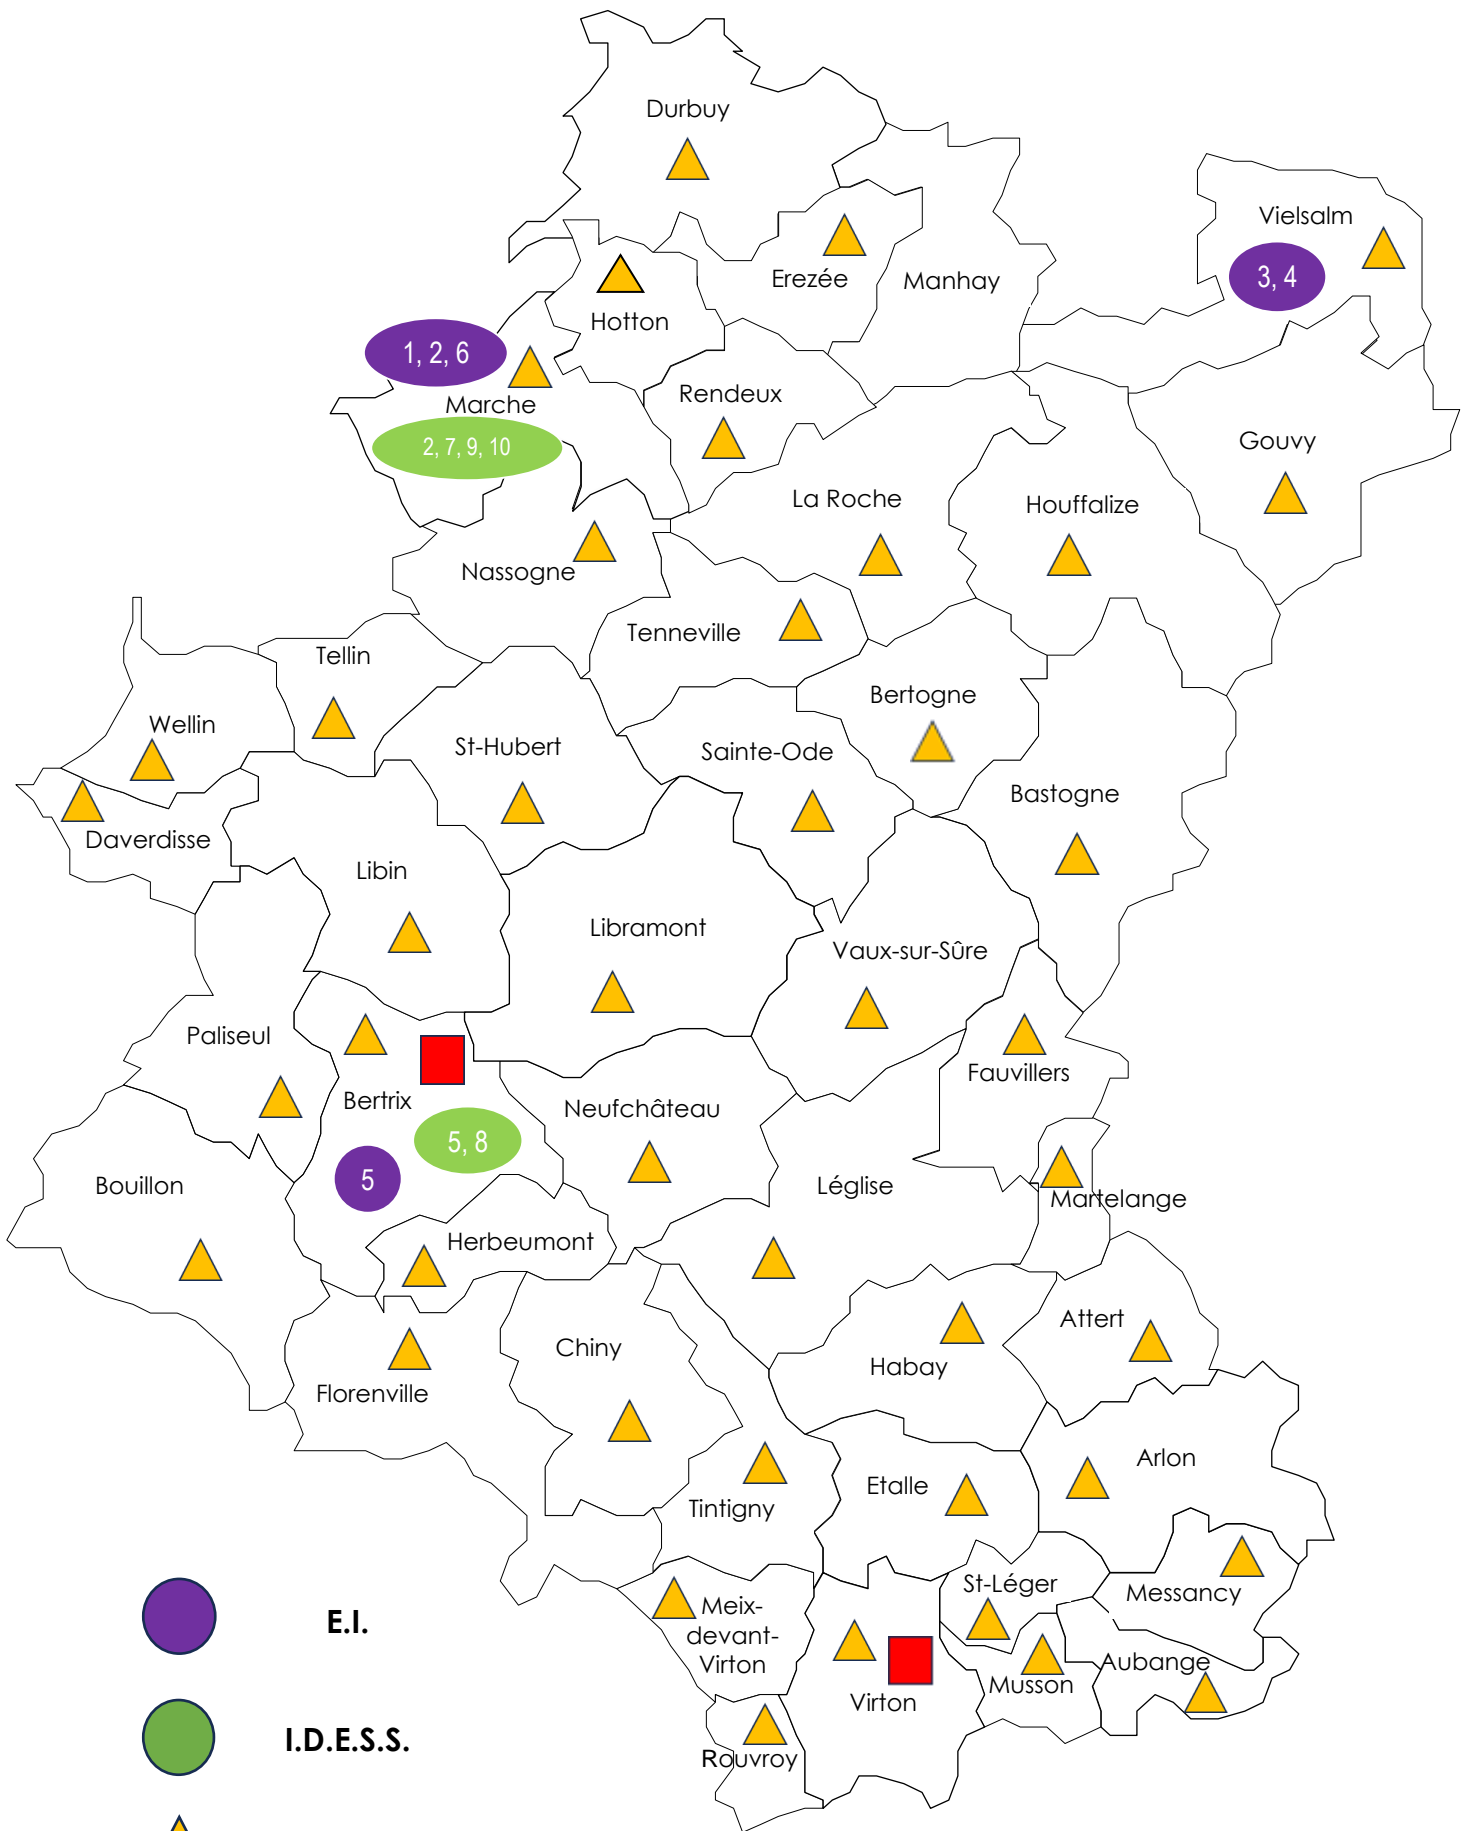 Durbuy
Vielsalm
3, 4
Erezée
Manhay
Hotton
1, 2, 6
Marche
Rendeux
2, 7, 9, 10
Gouvy
La Roche
Houffalize
Nassogne
Tenneville
Tellin
Bertogne
Wellin
St-Hubert
Sainte-Ode
Bastogne
Daverdisse
Libin
Libramont
Vaux-sur-Sûre
Paliseul
Fauvillers
Bertrix
Neufchâteau
5, 8
5
Bouillon
Léglise
Martelange
Herbeumont
Attert
Chiny
Habay
Florenville
Arlon
Etalle
Tintigny
St-Léger
Messancy
Meix-
devant-
Virton
E.I.
Aubange
Musson
Virton
I.D.E.S.S.
Rouvroy